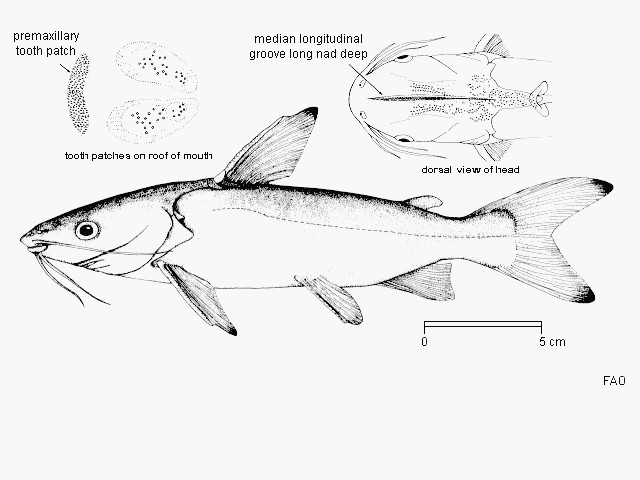 premaxillary
tooth patch
tooth patches on roof of mouth
median longitudinal
groove long nad deep
dorsal view of head
0 5 cm
FAO